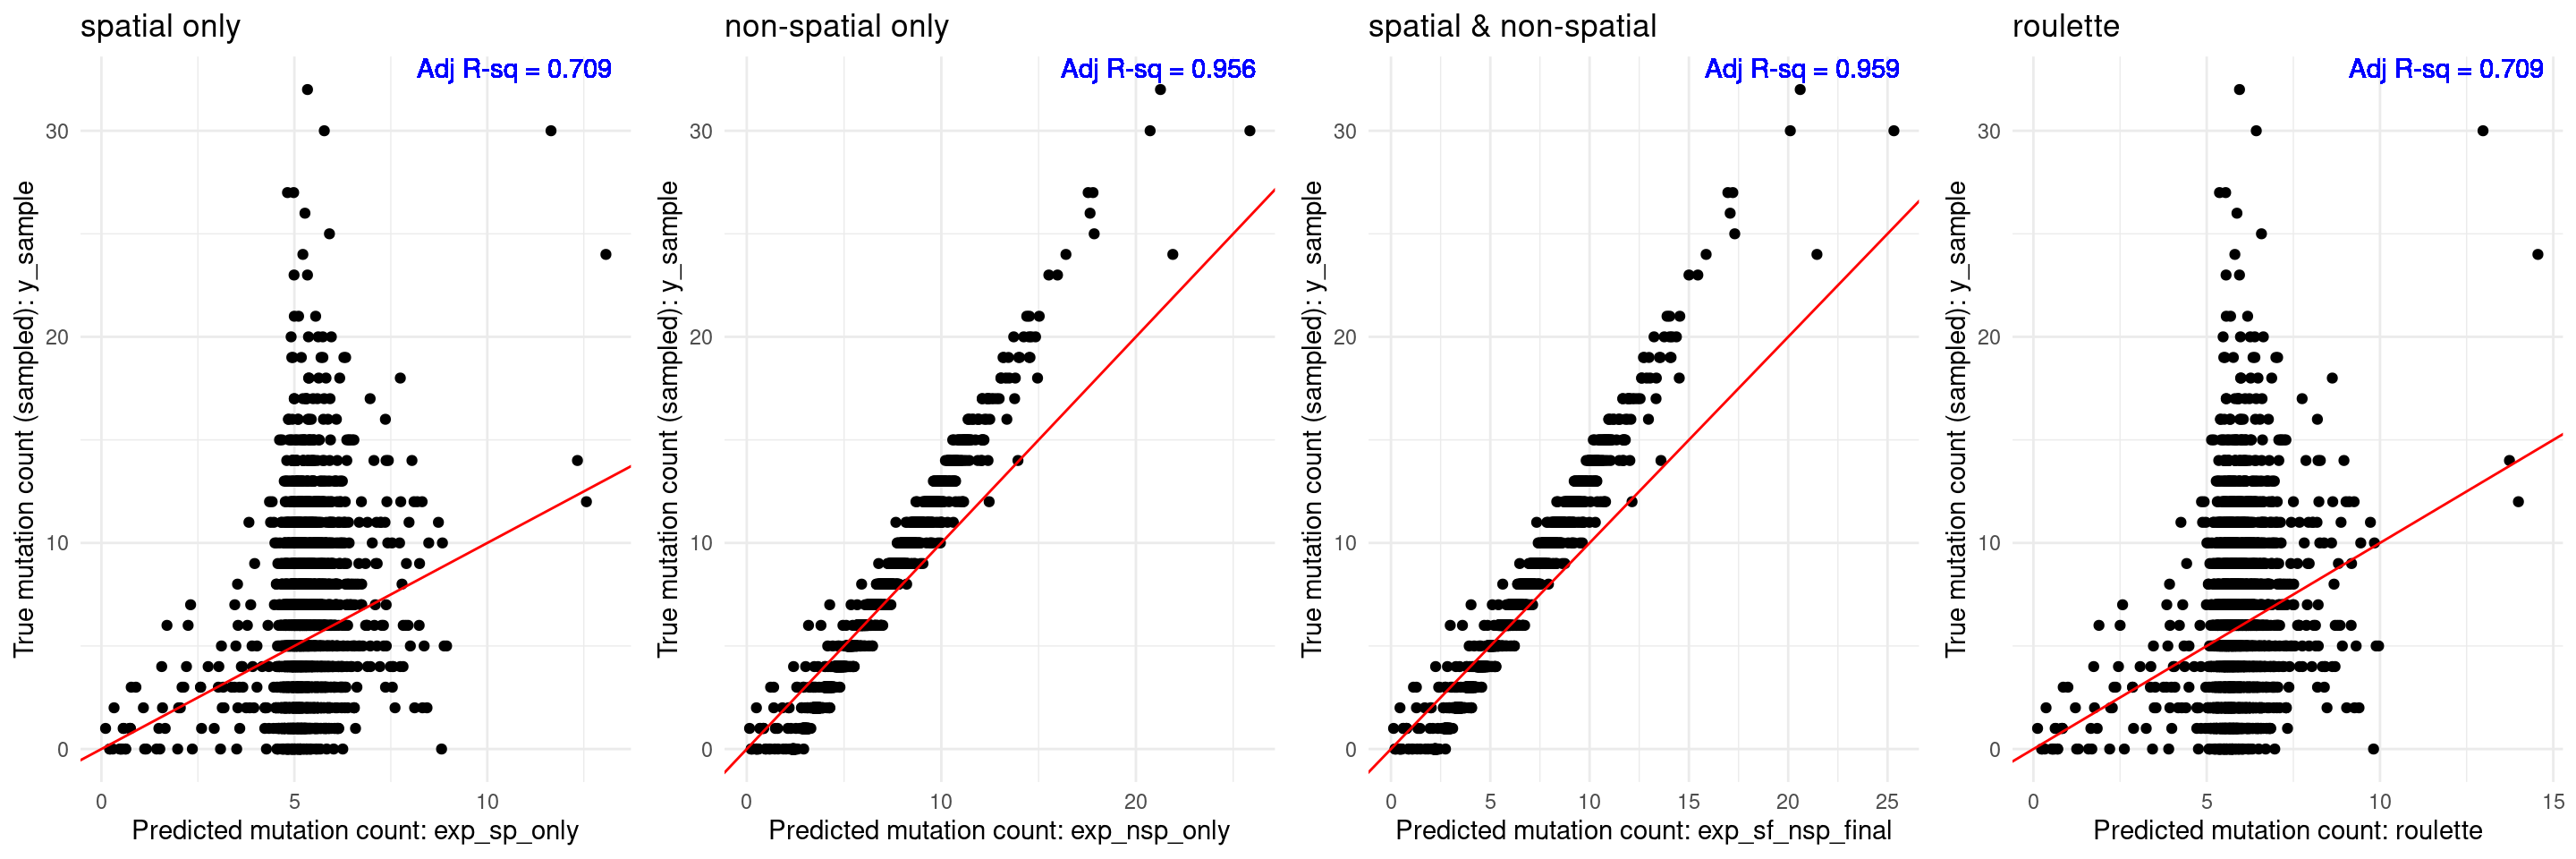 spatial only
Adj R-sq = 0.709
True mutation count (sampled): y_sample
30
20
10
0
0 5 10
Predicted mutation count: exp_sp_only
non-spatial only
Adj R-sq = 0.956
True mutation count (sampled): y_sample
30
20
10
0
0 10 20
Predicted mutation count: exp_nsp_only
spatial & non-spatial
Adj R-sq = 0.959
True mutation count (sampled): y_sample
30
20
10
0
0 5 10 15 20 25
Predicted mutation count: exp_sf_nsp_final
roulette
Adj R-sq = 0.709
True mutation count (sampled): y_sample
30
20
10
0
0 5 10 15
Predicted mutation count: roulette